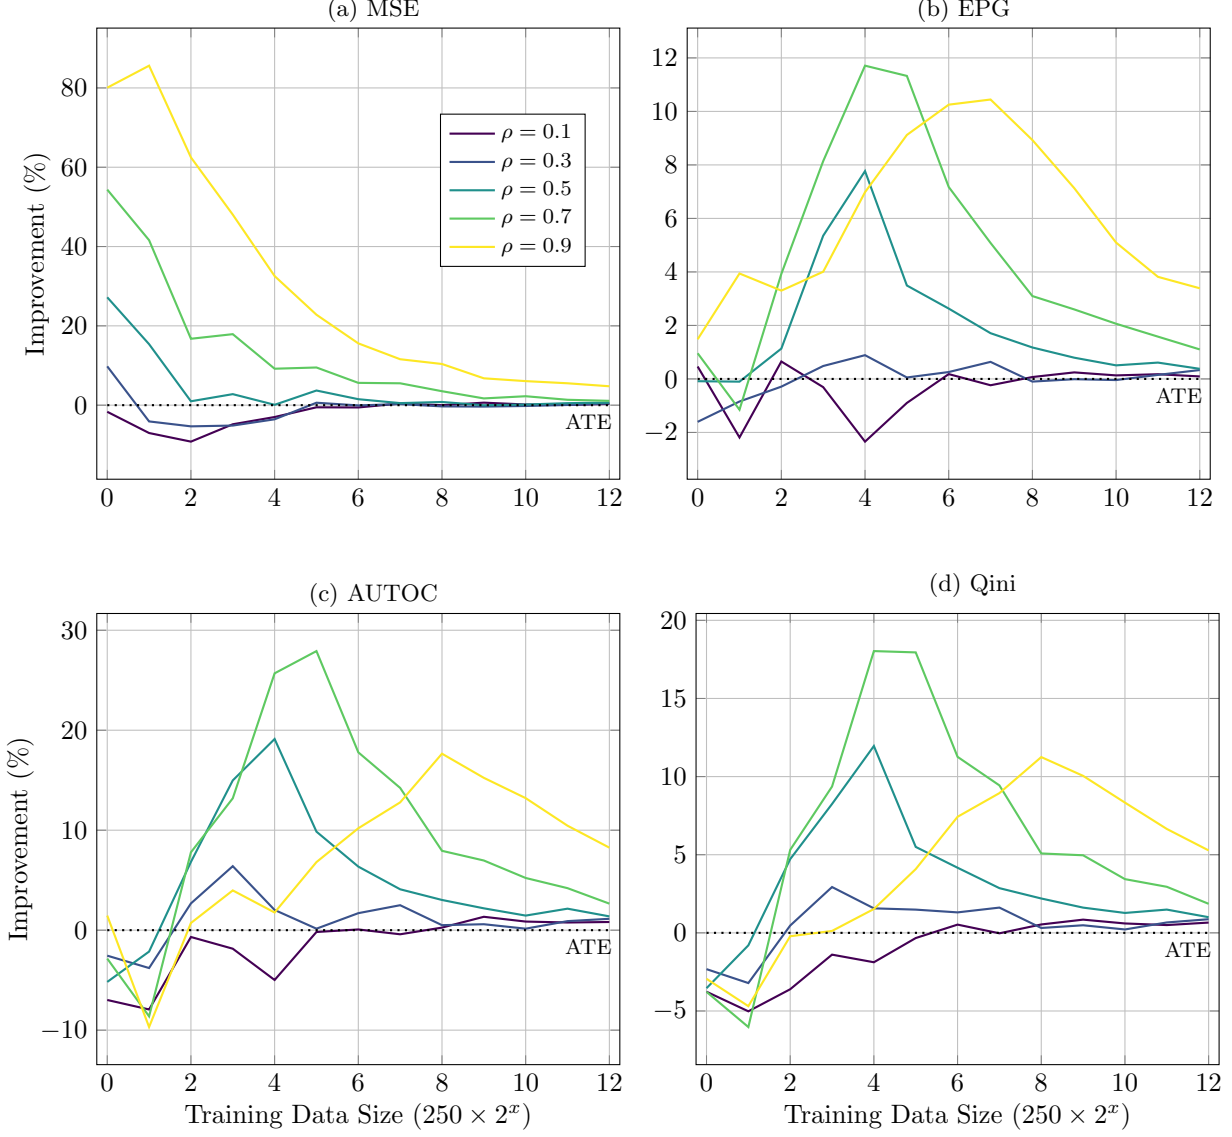 (a) MSE
(b) EPG
80
60
40
20
0
Improvement (%)
ρ = 0.1
ρ = 0.3
ρ = 0.5
ρ = 0.7
ρ = 0.9
ATE
0 2 4 6 8 10 12
12
10
8
6
4
2
0
−2
ATE
0 2 4 6 8 10 12
(c) AUTOC
(d) Qini
30
20
10
0
−10
Improvement (%)
ATE
0 2 4 6 8 10 12
Training Data Size (250 × 2^x)
20
15
10
5
0
−5
ATE
0 2 4 6 8 10 12
Training Data Size (250 × 2^x)